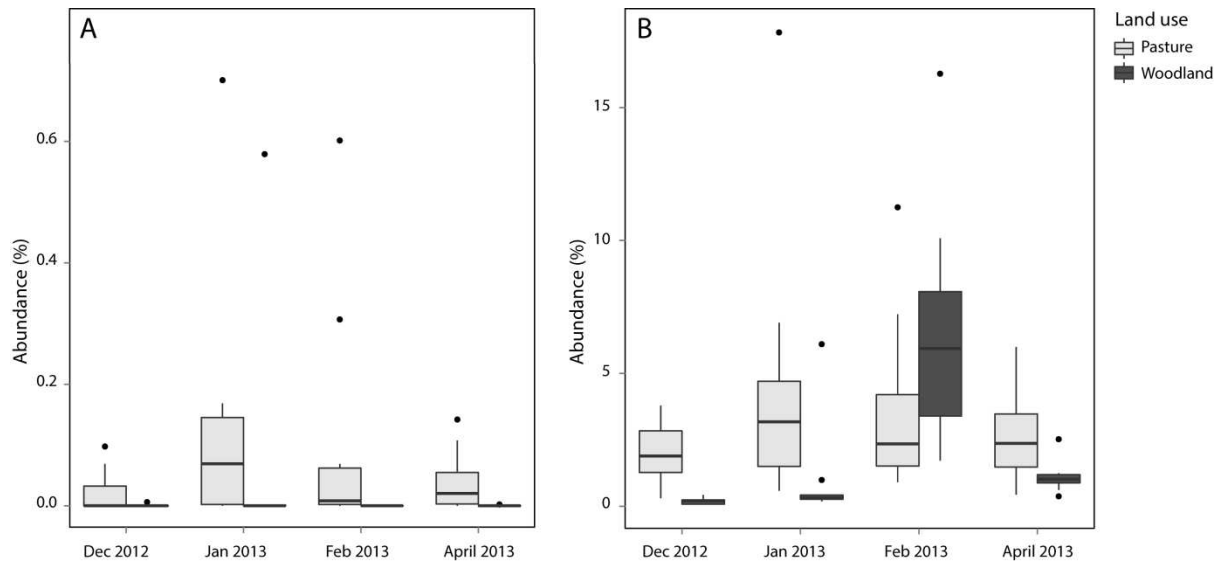 A
Abundance (%)
0.6
0.4
0.2
0.0
Dec 2012 Jan 2013 Feb 2013 April 2013
B
Abundance (%)
15
10
5
0
Dec 2012 Jan 2013 Feb 2013 April 2013
Land use
Pasture
Woodland